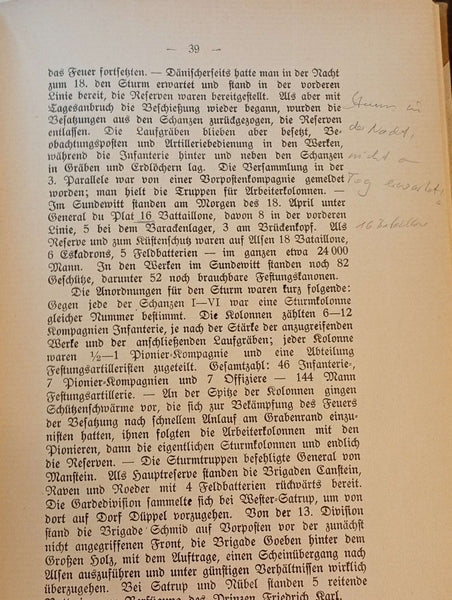 — 39 —
das Feuer fortsetzten. — Dänischerseits hatte man in der Nacht
zum 18. den Sturm erwartet und stand in der vorderen
Linie bereit, die Reserven waren bereitgestellt. Als aber mit
Tagesanbruch die Beschießung wieder begann, wurden die
Besatzungen aus den Schanzen zurückgezogen, die Reserven
entlassen. Die Laufgräben blieben aber besetzt, Be-
obachtungsposten und Artilleriebedienung in den Werken,
während die Infanterie hinter und neben den Schanzen
in Gräben und Erdlöchern lag. Die Versammlung in der
3. Parallele war von einer Vorpostenkompagnie gemeldet
worden; man hielt die Truppen für Arbeiterkolonnen. —
Im Sundewitt standen am Morgen des 18. April unter
General du Plat 16 Battaillone, davon 8 in der vorderen
Linie, 5 bei dem Barackenlager, 3 am Brückenkopf. Als
Reserve und zum Küstenschutz waren auf Alsen 18 Bataillone,
6 Eskadrons, 5 Feldbatterien — im ganzen etwa 24 000
Mann. In den Werken im Sundewitt standen noch 82
Geschütze, darunter 52 noch brauchbare Festungskanonen.
Die Anordnungen für den Sturm waren kurz folgende:
Gegen jede der Schanzen I—VI war eine Sturmkolonne
gleicher Nummer bestimmt. Die Kolonnen zählten 6—12
Kompagnien Infanterie, je nach der Stärke der anzugreifenden
Werke und der anschließenden Laufgräben; jeder Kolonne
waren ½—1 Pionier-Kompagnie und eine Abteilung
Festungsartilleristen zugeteilt. Gesamtzahl: 46 Infanterie-,
7 Pionier-Kompagnien und 7 Offiziere — 144 Mann
Festungsartillerie. — An der Spitze der Kolonnen gingen
Schützenschwärme vor, die sich zur Bekämpfung des Feuers
der Besatzung nach schnellem Anlauf am Grabenrand einzu-
nisten hatten, ihnen folgten die Arbeiterkolonnen mit den
Pionieren, dann die eigentlichen Sturmkolonnen und endlich
die Reserven. — Die Sturmtruppen befehligte General von
Manstein. Als Hauptreserve standen die Brigaden Canstein,
Raven und Roeder mit 4 Feldbatterien rückwärts bereit.
Die Gardedivision sammelte sich bei Wester-Satrup, um von
dort auf Dorf Düppel vorzugehen. Von der 13. Division
stand die Brigade Schmid auf Vorposten vor der zunächst
nicht angegriffenen Front, die Brigade Goeben hinter dem
Großen Holz, mit dem Auftrage, einen Scheinübergang nach
Alsen auszuführen und unter günstigen Verhältnissen wirklich
überzugehen. Bei Satrup und Nübel standen 5 reitende
Prinzen Friedrich Karl.
Sturm in
der Nacht,
nicht am
Tag erwartet!
16 Bataillone